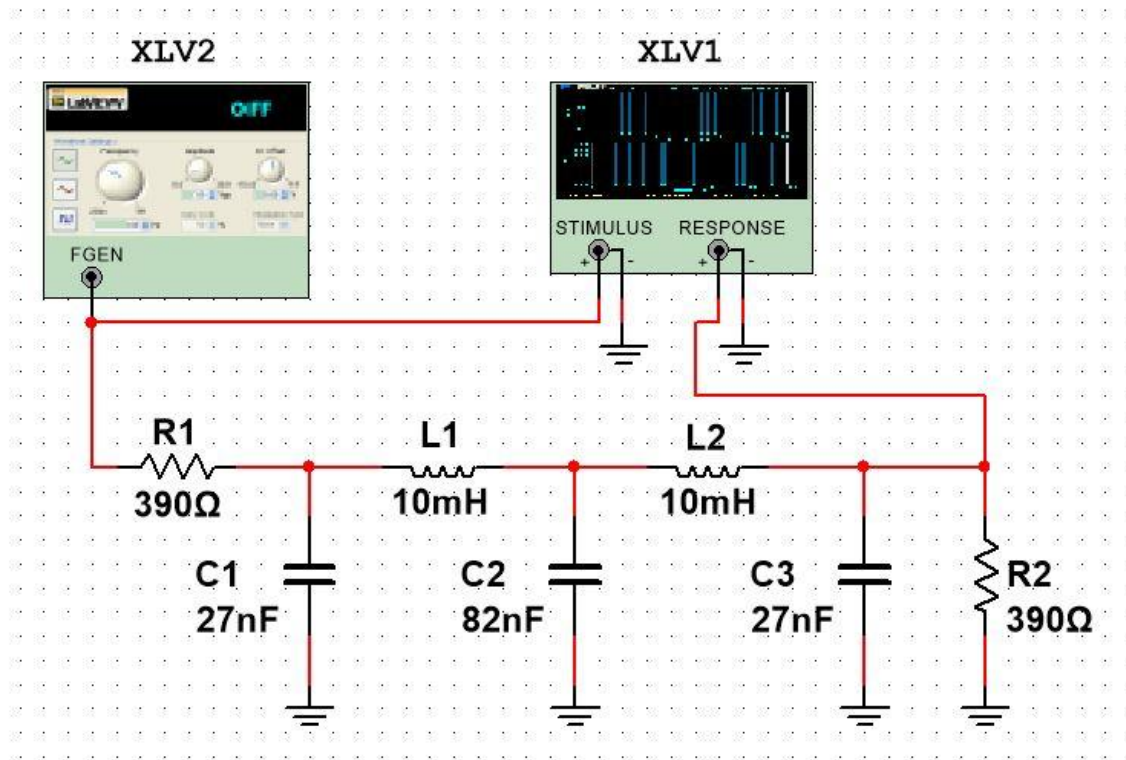 XLV2
XLV1
LabVIEW
OFF
STIMULUS
RESPONSE
+
-
+
-
FGEN
R1
390Ω
L1
10mH
L2
10mH
C1
27nF
C2
82nF
C3
27nF
R2
390Ω